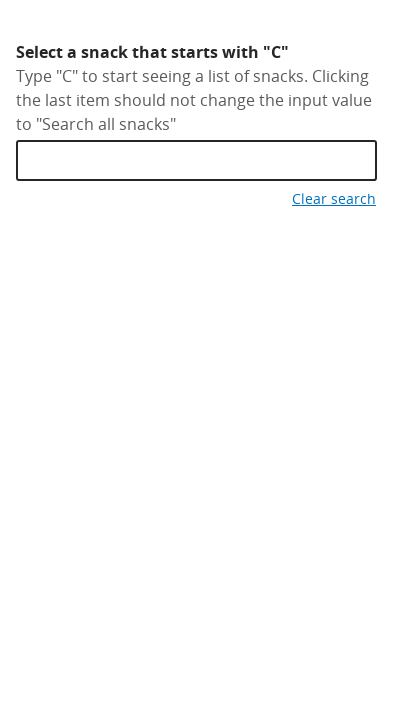 Select a snack that starts with "C"
Type "C" to start seeing a list of snacks. Clicking
the last item should not change the input value
to "Search all snacks"
Clear search